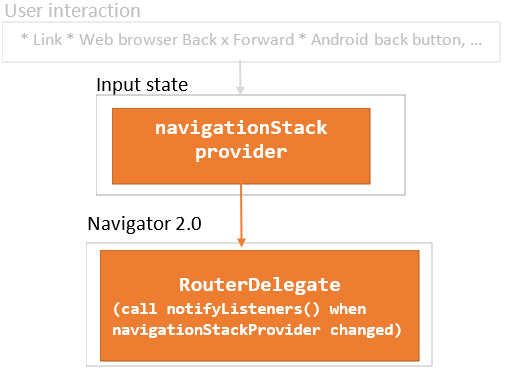 User interaction
* Link * Web browser Back x Forward * Android back button, ...
Input state
navigationStack
provider
Navigator 2.0
RouterDelegate
(call notifyListeners() when
navigationStackProvider changed)